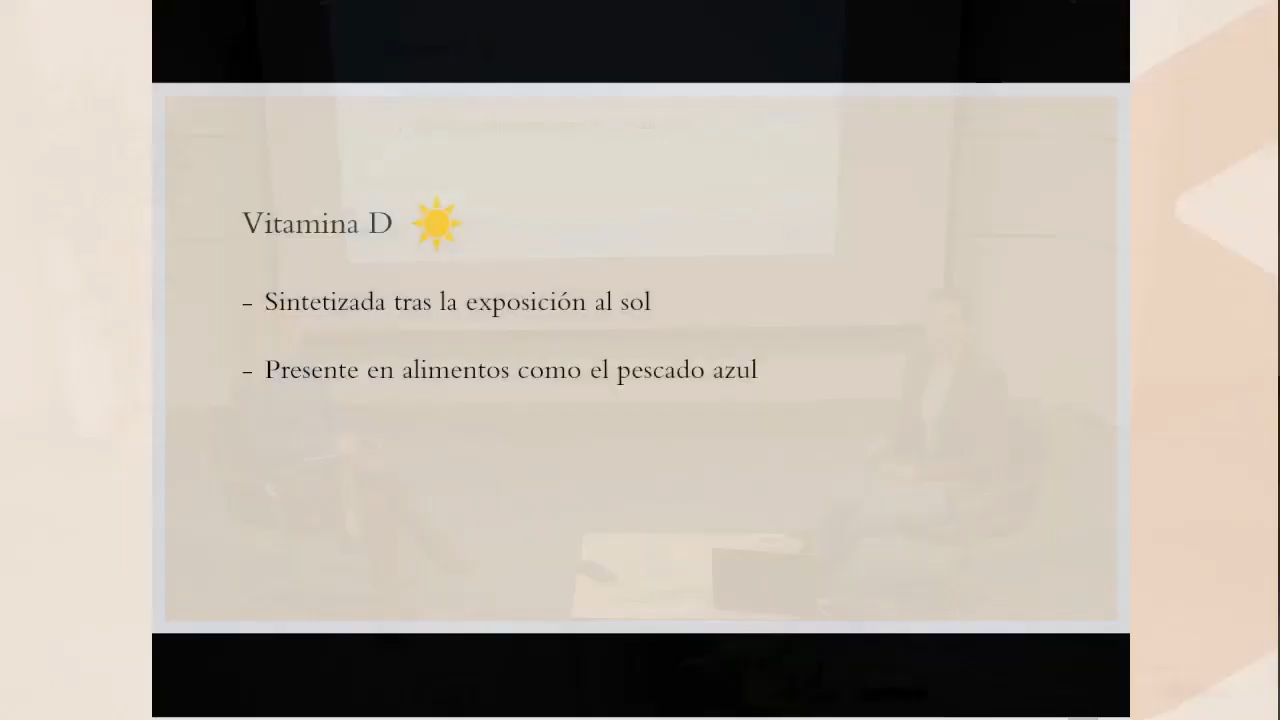 Vitamina D
- Sintetizada tras la exposición al sol
- Presente en alimentos como el pescado azul